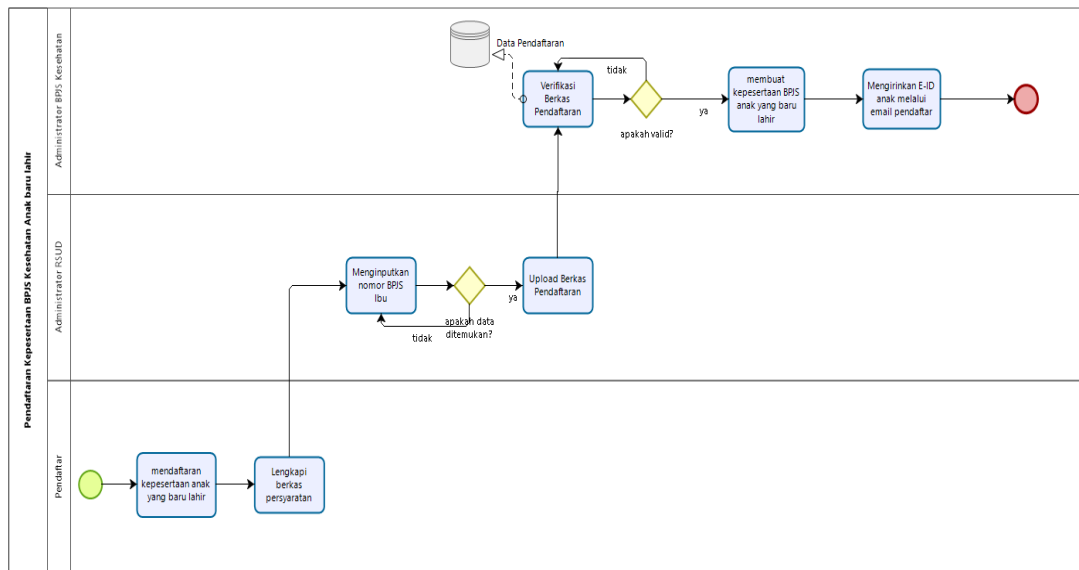 Pendaftaran Kepesertaan BPJS Kesehatan Anak baru lahir
Administrator BPJS Kesehatan
Data Pendaftaran
Verifikasi
Berkas
Pendaftaran
tidak
apakah valid?
ya
membuat
kepesertaan BPJS
anak yang baru
lahir
Mengirinkan E-ID
anak melalui
email pendaftar
Administrator RSUD
Menginputkan
nomor BPJS
Ibu
apakah data
ditemukan?
tidak
ya
Upload Berkas
Pendaftaran
Pendaftar
mendaftaran
kepesertaan anak
yang baru lahir
Lengkapi
berkas
persyaratan